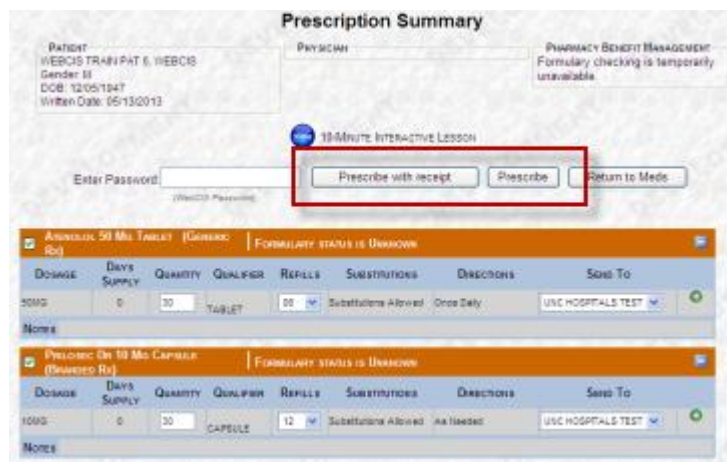 Prescription Summary
PATIENT
WEBCIS TRAIN PAT 6, WEBCIS
Gender: M
DOB: 12/05/1947
Written Date: 05/13/2013
PHYSICIAN
PHARMACY BENEFIT MANAGEMENT
Formulary checking is temporarily
unavailable.
10-MINUTE INTERACTIVE LESSON
Enter Password: Prescribe with receipt Prescribe Return to Meds
(WebCIS Password)
ATENOLOL 50 MG TABLET (GENERIC RX) FORMULARY STATUS IS UNKNOWN
DOSAGE DAYS SUPPLY QUANTITY QUALIFIER REFILLS SUBSTITUTIONS DIRECTIONS SEND TO
50MG 0 30 TABLET Substitutions Allowed Once Daily UNC HOSPITALS TEST
NOTES
PRILOSEC DR 10 MG CAPSULE (BRANDED RX) FORMULARY STATUS IS UNKNOWN
DOSAGE DAYS SUPPLY QUANTITY QUALIFIER REFILLS SUBSTITUTIONS DIRECTIONS SEND TO
10MG 0 30 CAPSULE 12 Substitutions Allowed As Needed UNC HOSPITALS TEST
NOTES